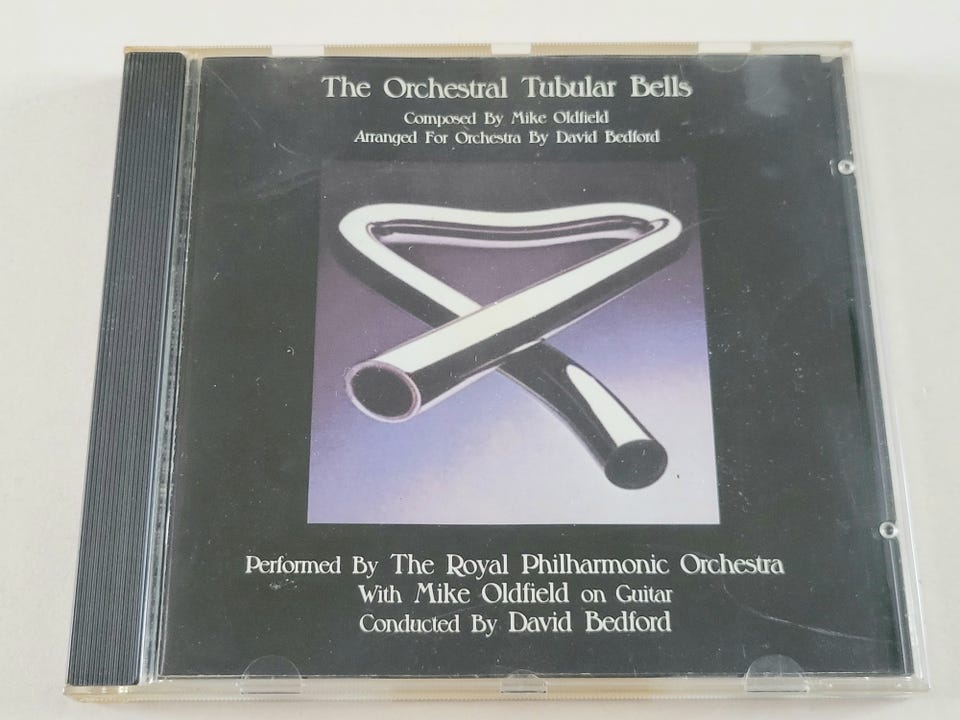 The Orchestral Tubular Bells
Composed By Mike Oldfield
Arranged For Orchestra By David Bedford
Performed By The Royal Philharmonic Orchestra
With Mike Oldfield on Guitar
Conducted By David Bedford